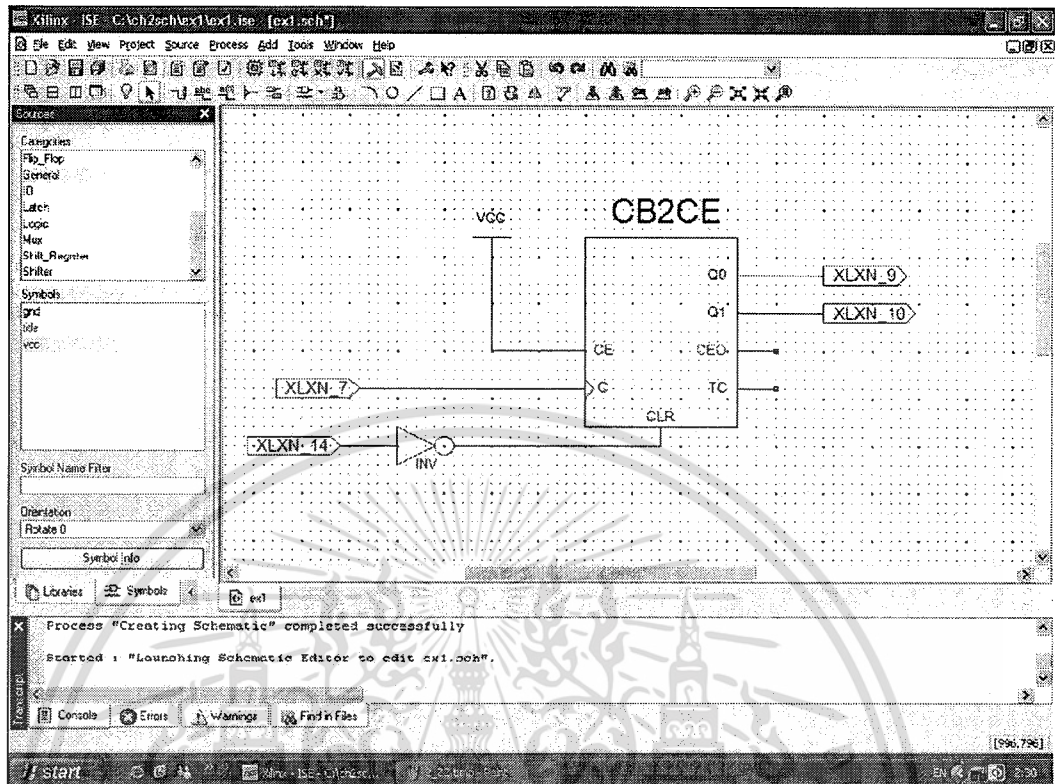 Xilinx - ISE - C:\ch2sch\ex1\ex1.ise - [ex1.sch*]
File Edit View Project Source Process Add Tools Window Help
Sources
Categories
Flip_Flop
General
IO
Latch
Logic
Mux
Shift_Register
Shifter
Symbols
gnd
title
vcc
Symbol Name Filter
Orientation
Rotate 0
Symbol Info
Libraries
Symbols
VCC
CB2CE
Q0
XLXN_9
Q1
XLXN_10
CE
CEO
XLXN_7
C
TC
CLR
XLXN_14
INV
ex1
Process "Creating Schematic" completed successfully
Started : "Launching Schematic Editor to edit ex1.sch".
Transcript
Console
Errors
Warnings
Find in Files
[996,796]
start
EN